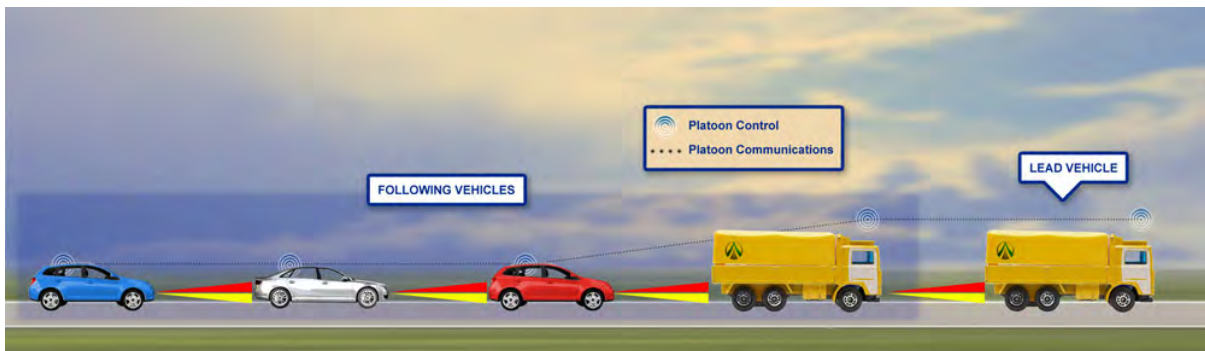 Platoon Control
Platoon Communications
LEAD VEHICLE
FOLLOWING VEHICLES